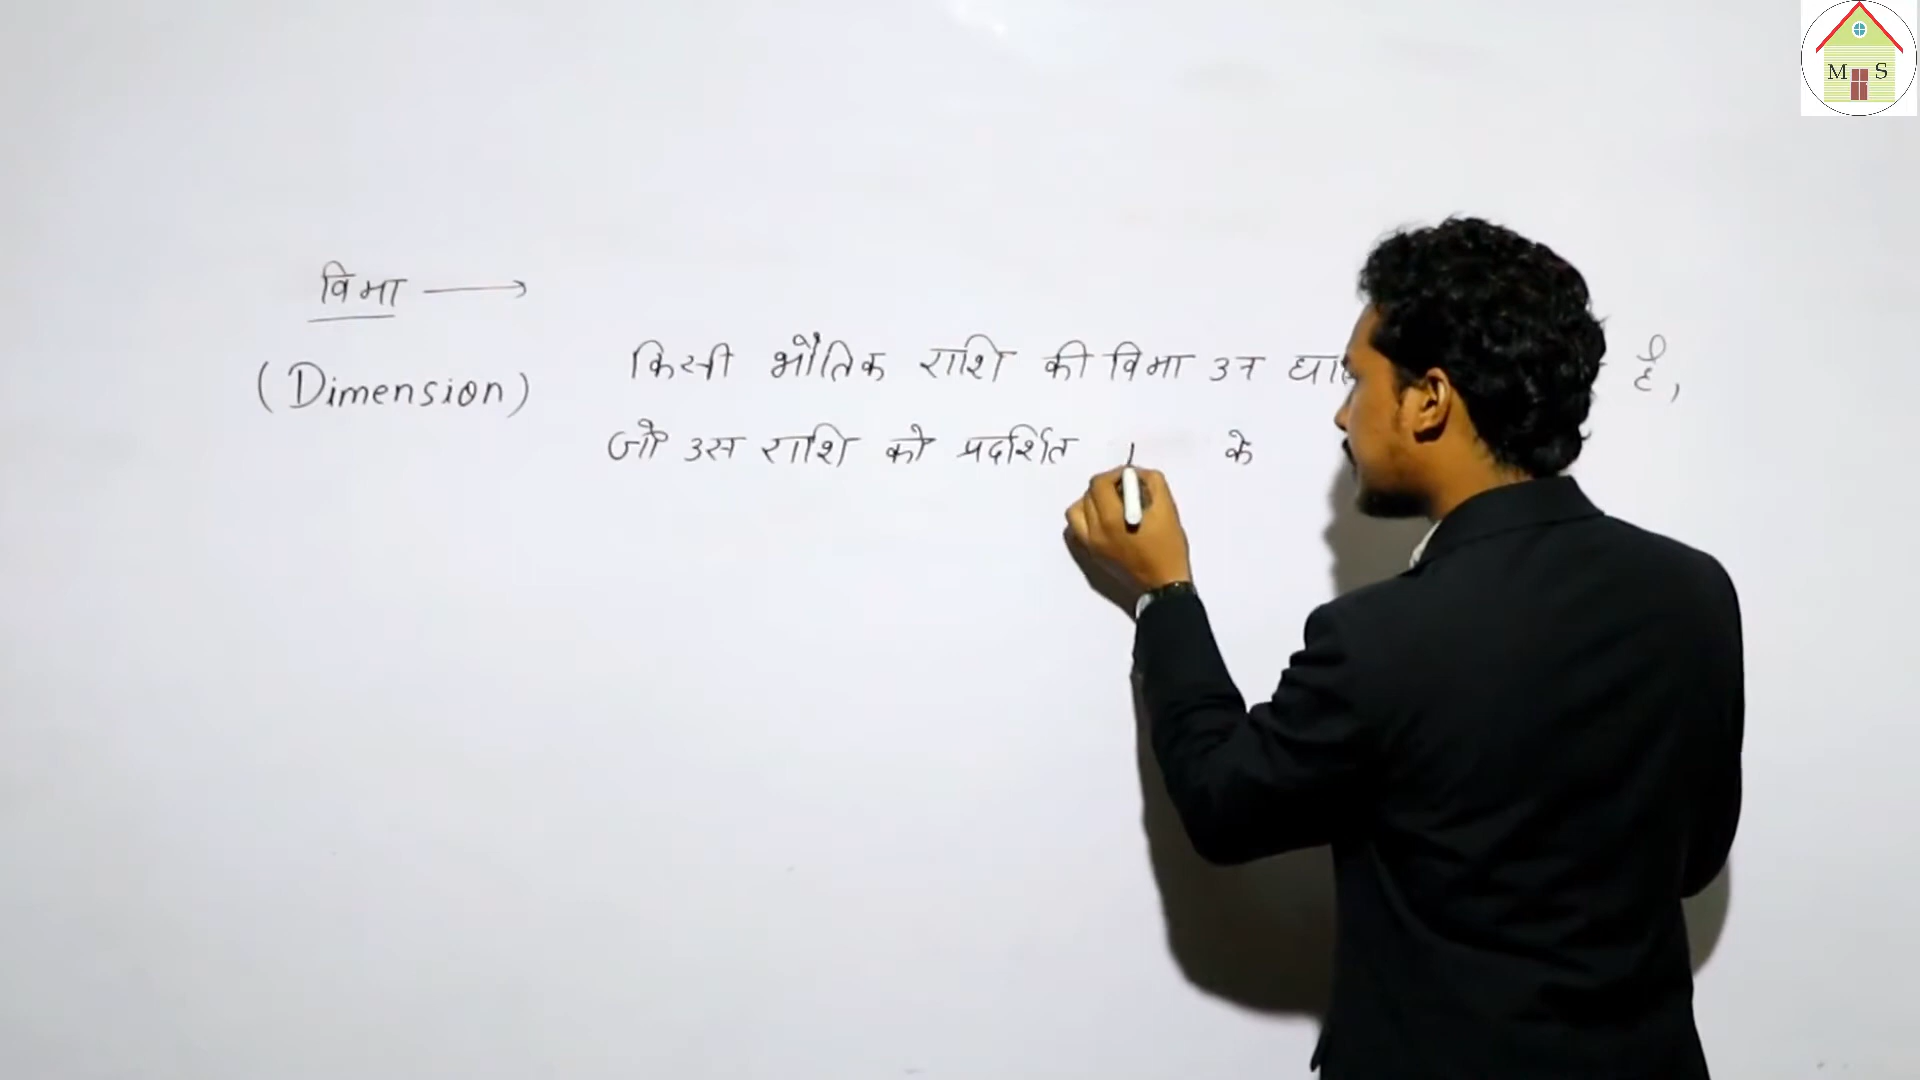 विमा
(Dimension)
किसी भौतिक राशि की विमा उन है,
जो उस राशि को प्रदर्शित के
M S